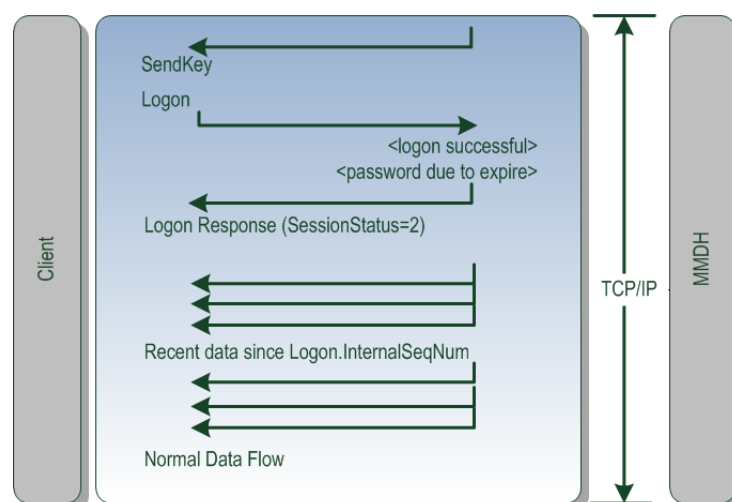 SendKey
Logon
<logon successful>
<password due to expire>
Logon Response (SessionStatus=2)
Client
TCP/IP
MMDH
Recent data since Logon.InternalSeqNum
Normal Data Flow